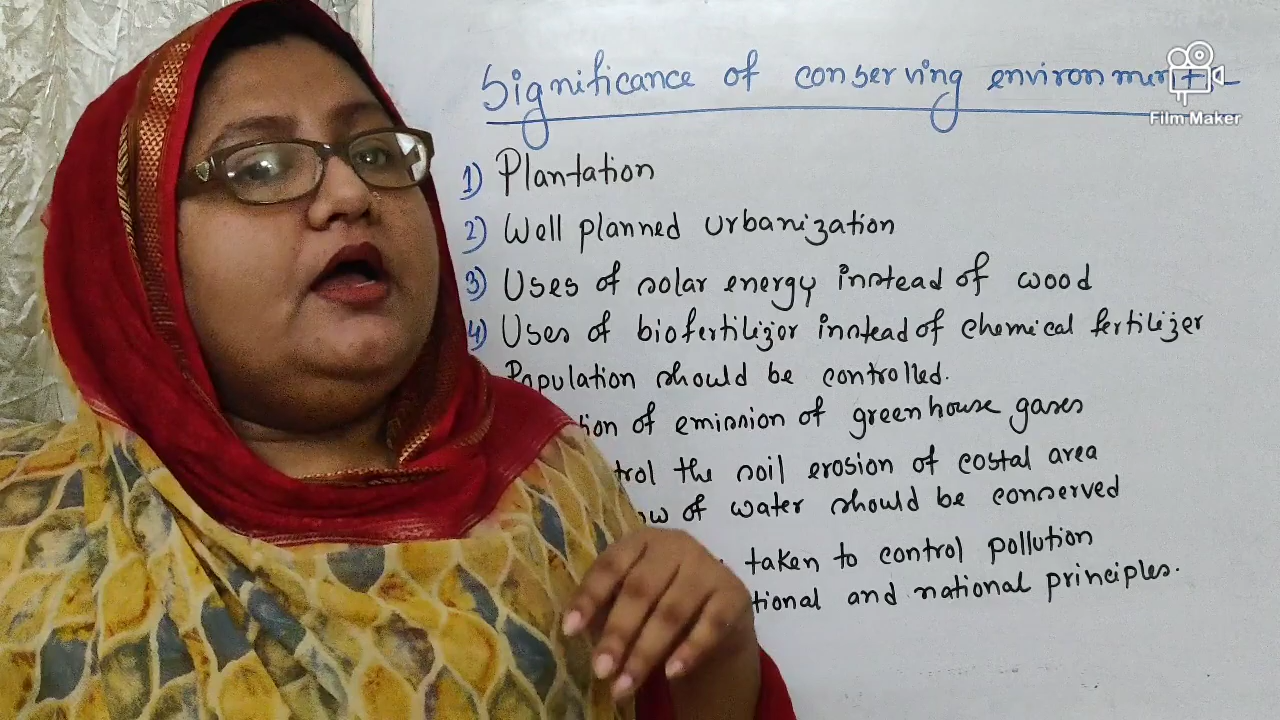 Significance of conserving environment
Film Maker
1) Plantation
2) Well planned urbanization
3) Uses of solar energy instead of wood
4) Uses of biofertilizer instead of chemical fertilizer
Population should be controlled.
of emission of greenhouse gases
the soil erosion of costal area
of water should be conserved
taken to control pollution
and national principles.